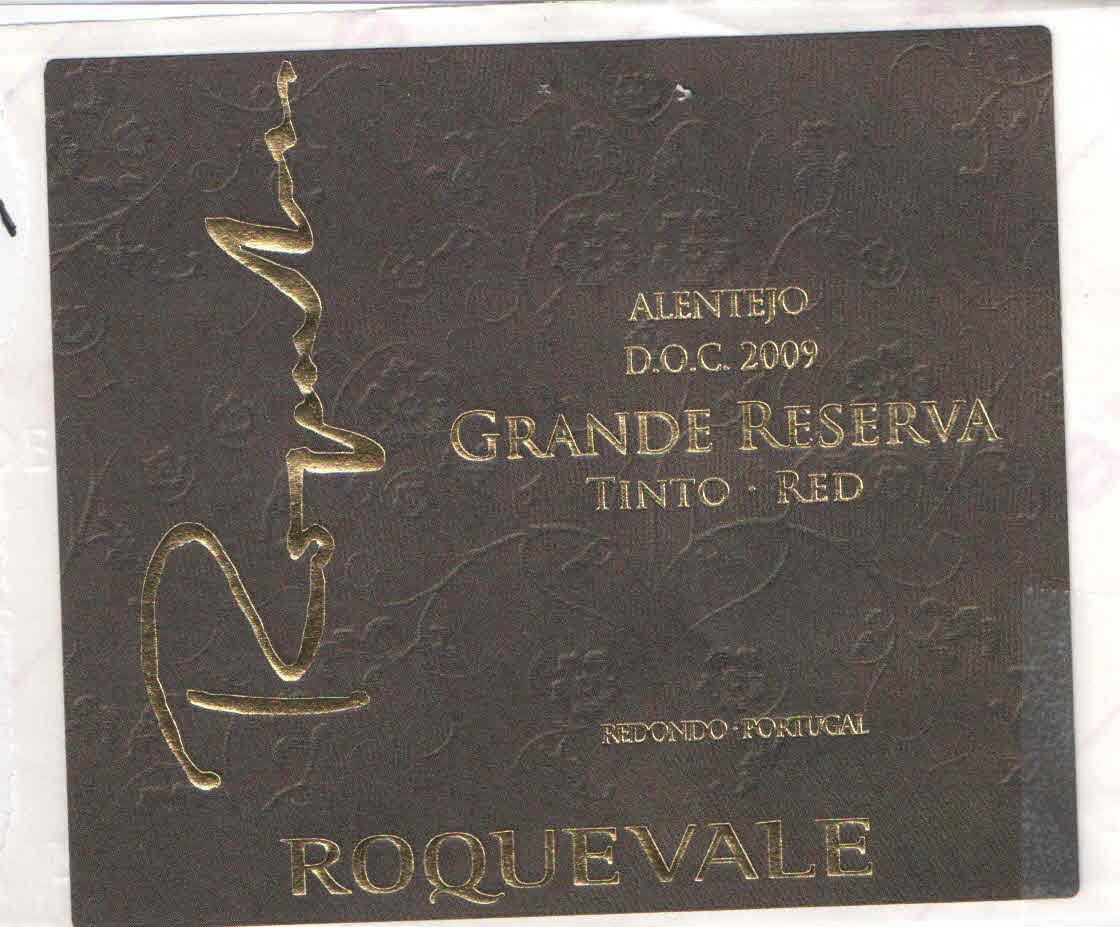 ALENTEJO
D.O.C. 2009
GRANDE RESERVA
TINTO · RED
REDONDO · PORTUGAL
ROQUEVALE